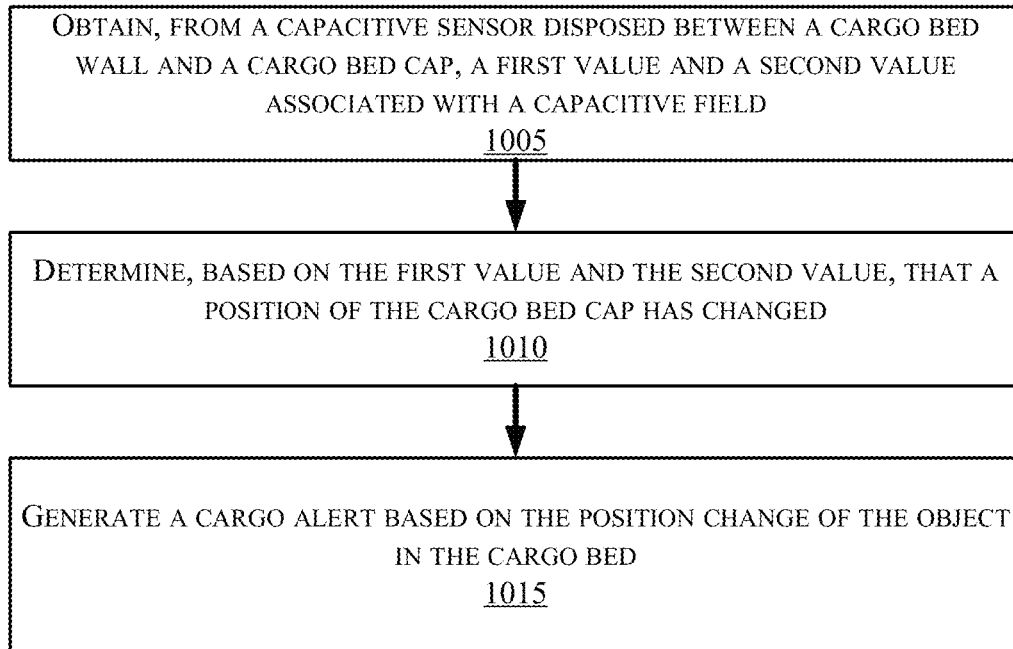 OBTAIN, FROM A CAPACITIVE SENSOR DISPOSED BETWEEN A CARGO BED
WALL AND A CARGO BED CAP, A FIRST VALUE AND A SECOND VALUE
ASSOCIATED WITH A CAPACITIVE FIELD
1005
DETERMINE, BASED ON THE FIRST VALUE AND THE SECOND VALUE, THAT A
POSITION OF THE CARGO BED CAP HAS CHANGED
1010
GENERATE A CARGO ALERT BASED ON THE POSITION CHANGE OF THE OBJECT
IN THE CARGO BED
1015